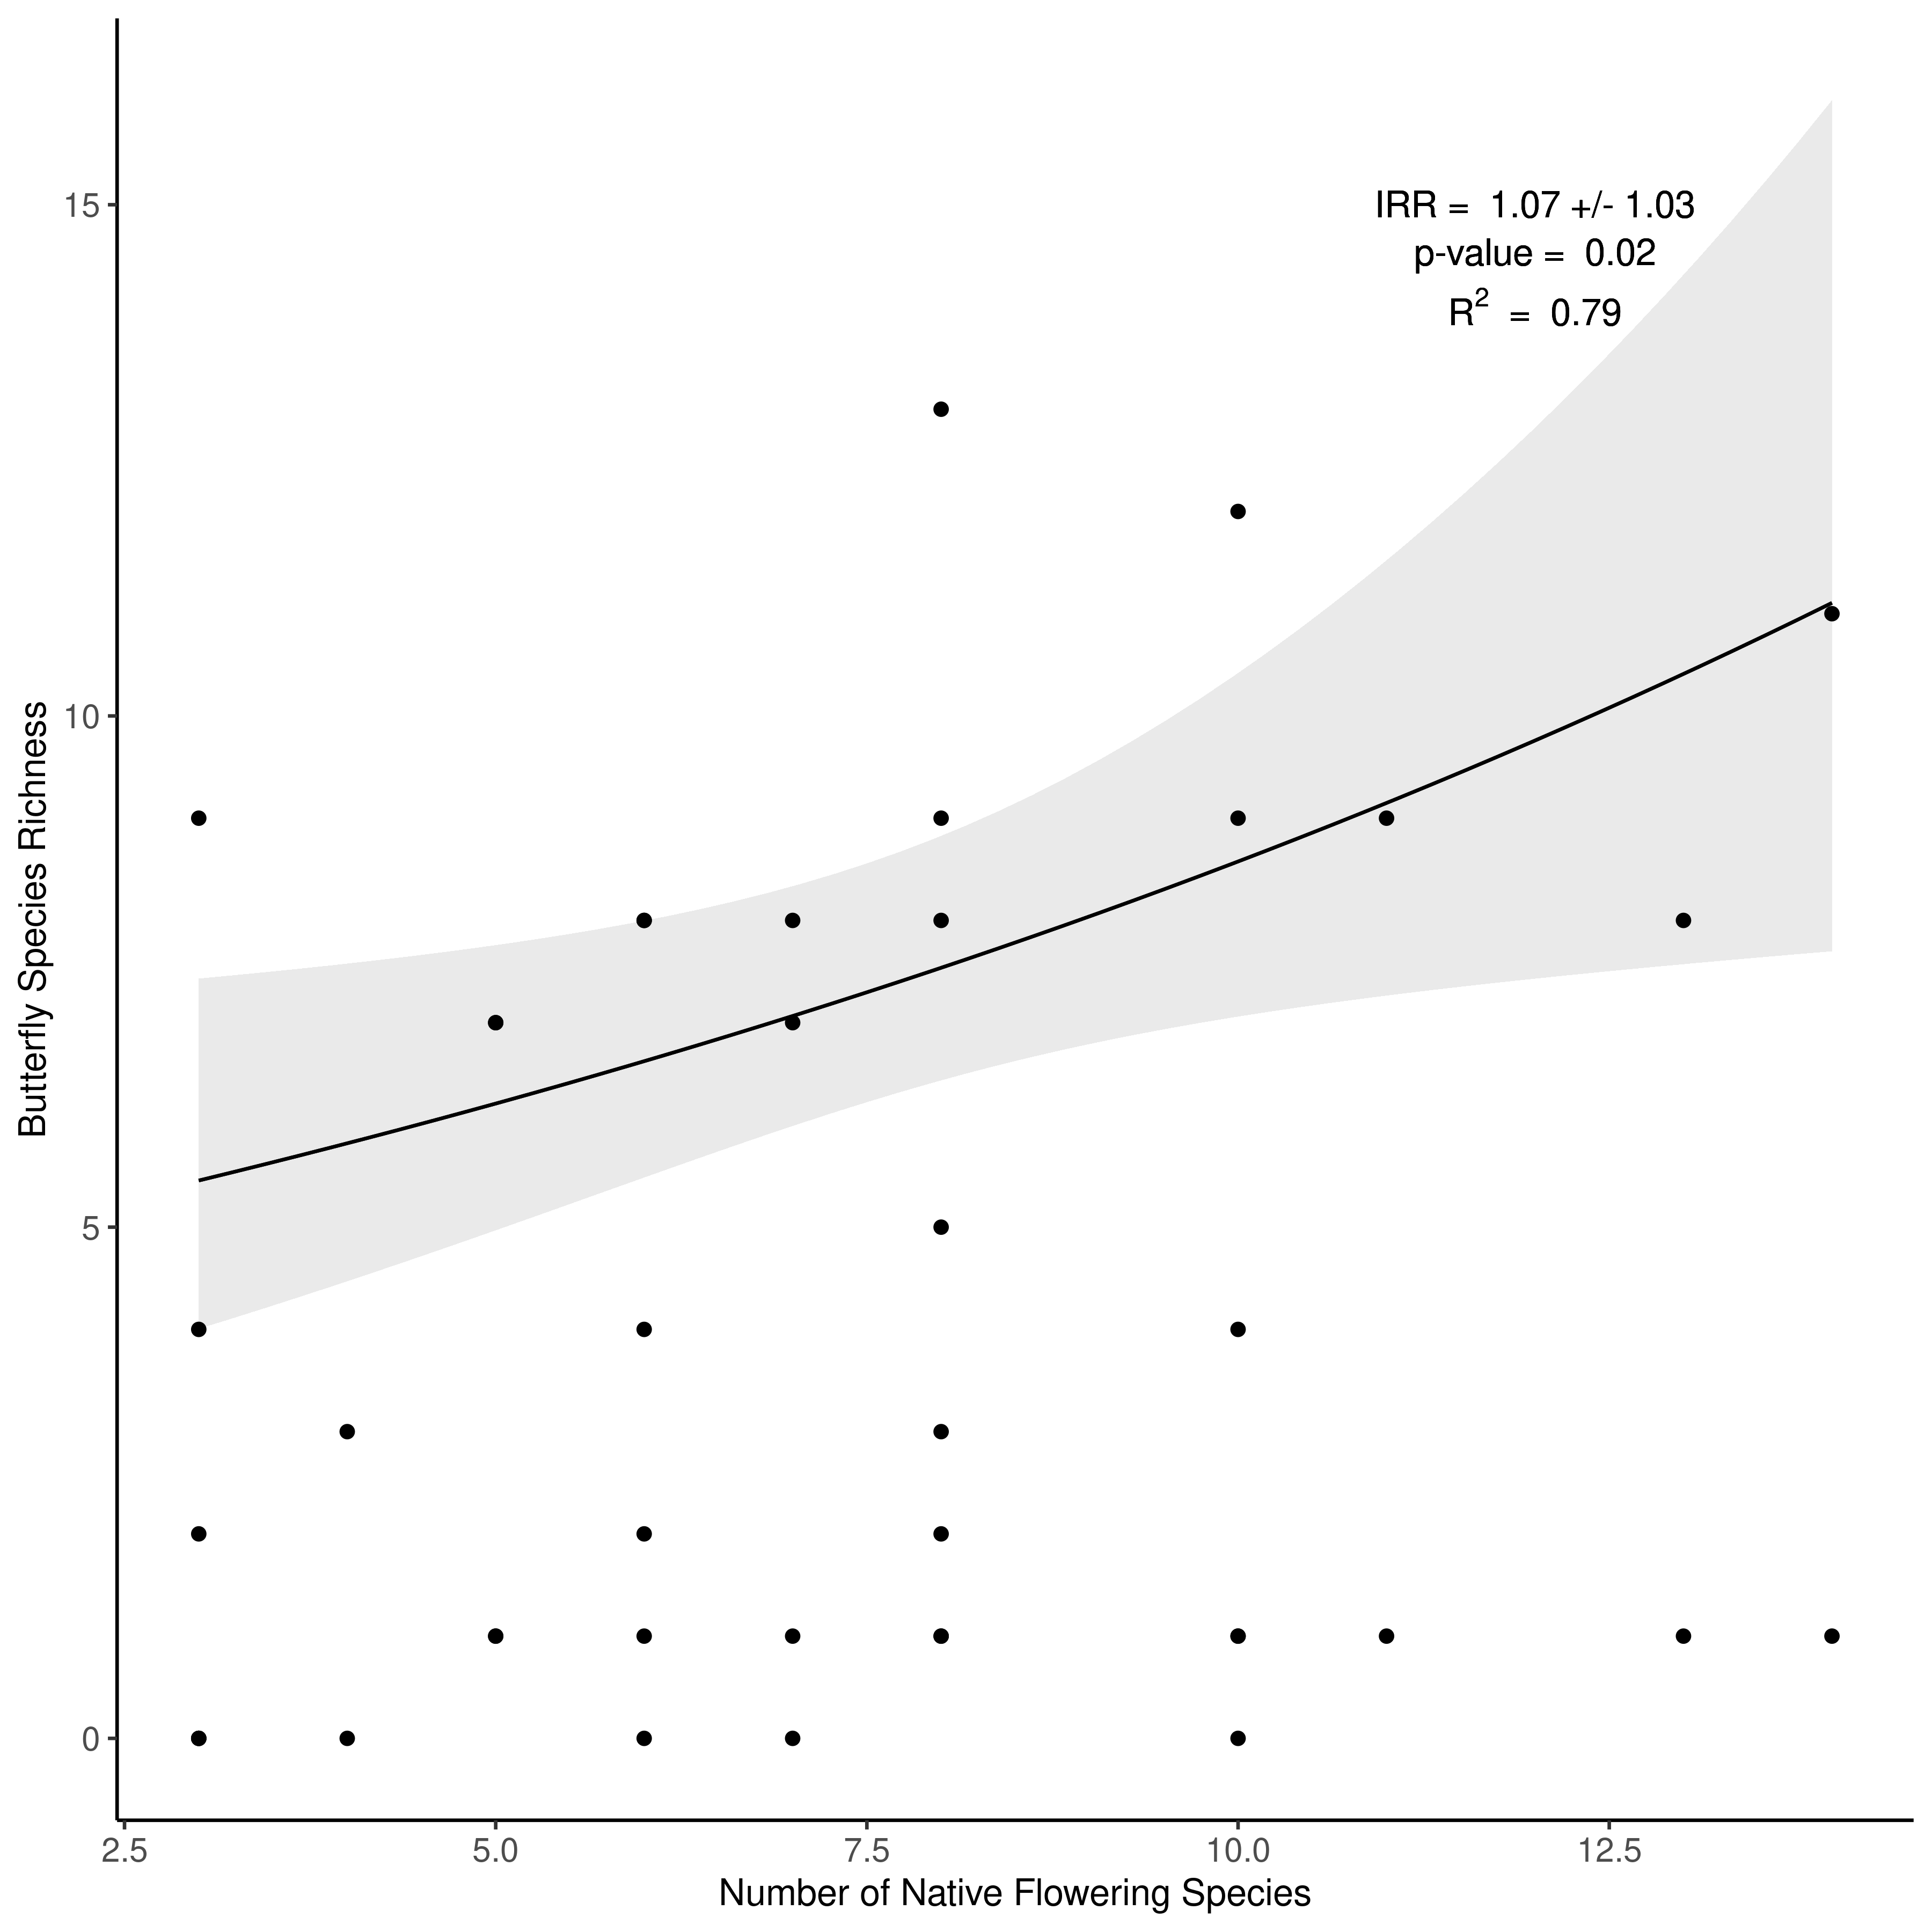 IRR = 1.07 +/- 1.03
p-value = 0.02
R² = 0.79
15
10
5
0
Butterfly Species Richness
2.5 5.0 7.5 10.0 12.5
Number of Native Flowering Species